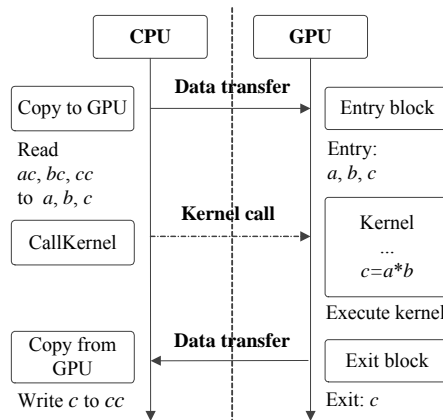 CPU
GPU
Data transfer
Copy to GPU
Entry block
Read
ac, bc, cc
to a, b, c
Entry:
a, b, c
Kernel call
CallKernel
Kernel
...
c=a*b
Execute kernel
Data transfer
Copy from
GPU
Exit block
Write c to cc
Exit: c